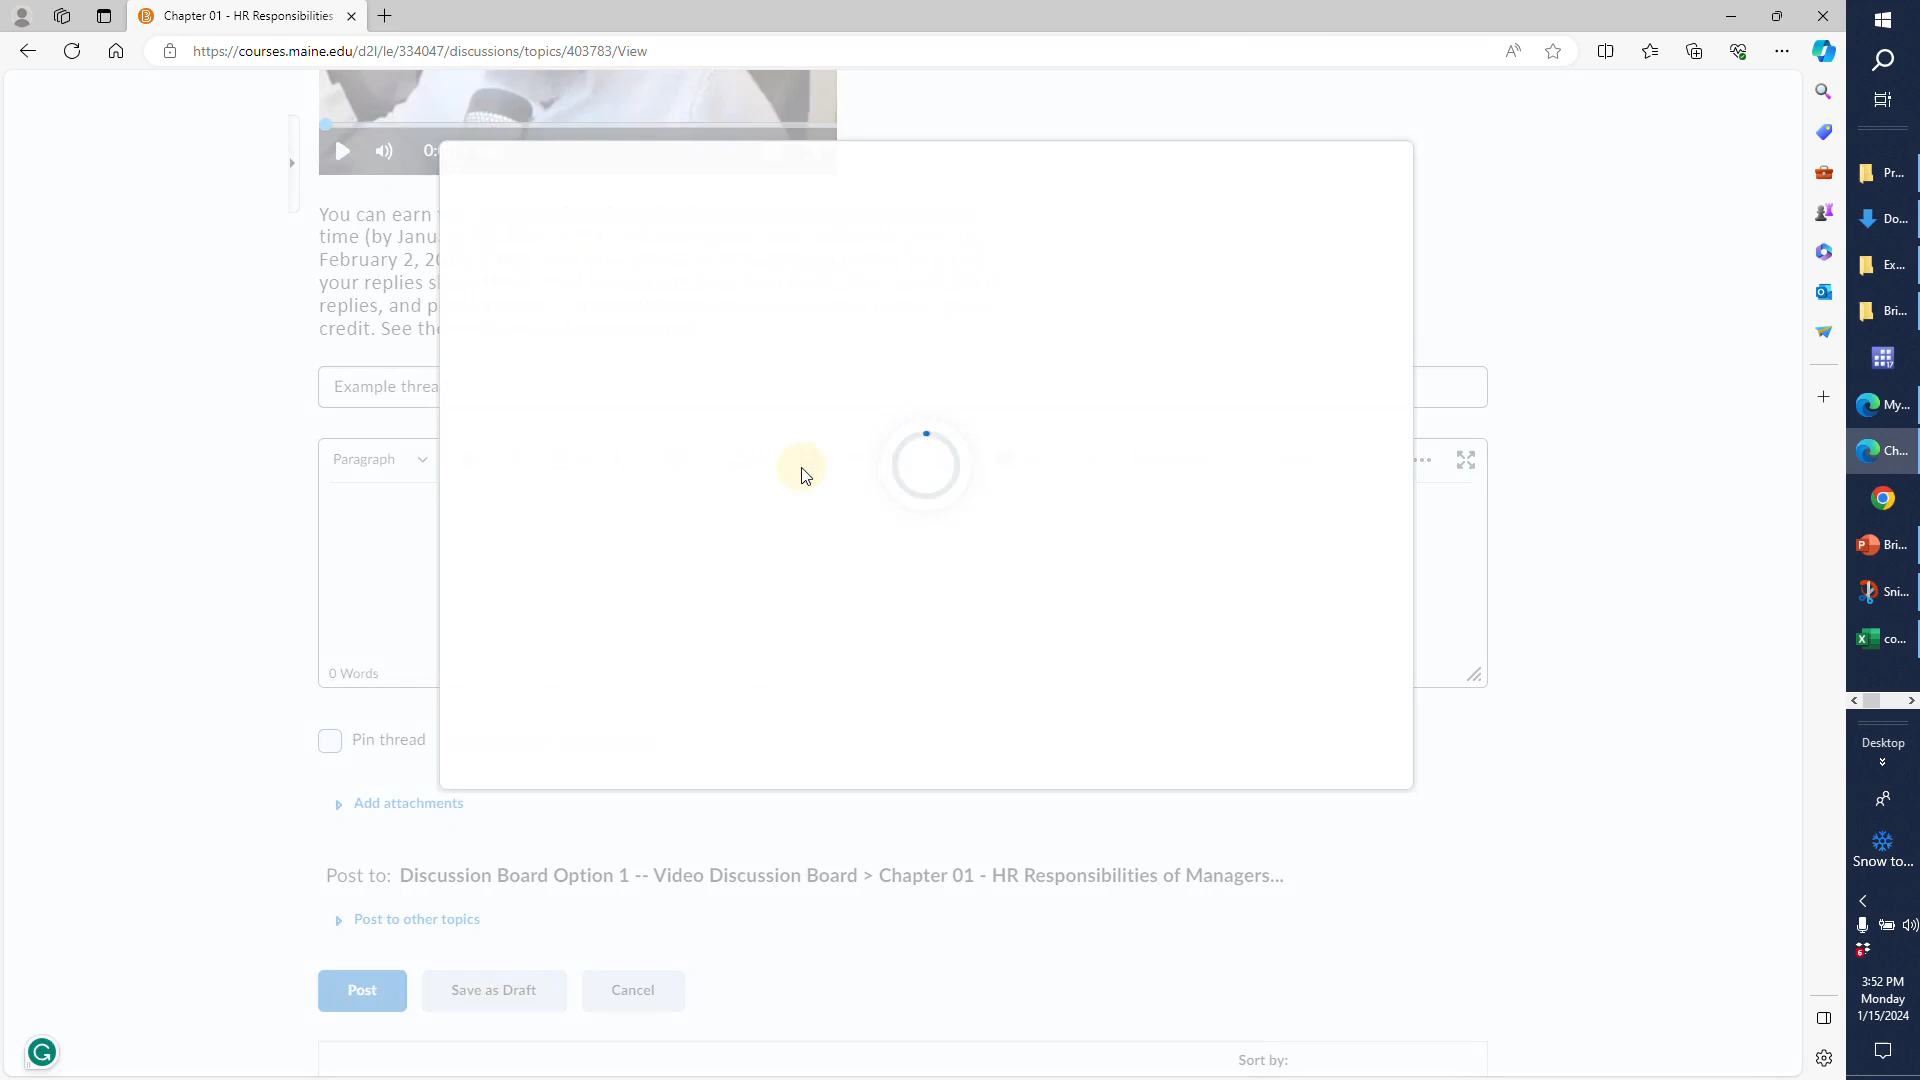 Chapter 01 - HR Responsibilities
https://courses.maine.edu/d2l/le/334047/discussions/topics/403783/View
You can earn
time (by Janu
February 2, 20
your replies s
replies, and p
credit. See the
Example threa
Paragraph
0 Words
Pin thread
Add attachments
Post to: Discussion Board Option 1 -- Video Discussion Board > Chapter 01 - HR Responsibilities of Managers...
Post to other topics
Post
Save as Draft
Cancel
Sort by:
Pr...
Do...
Ex...
Bri...
My...
Ch...
Bri...
Sni...
co...
Desktop
Snow to...
3:52 PM
Monday
1/15/2024